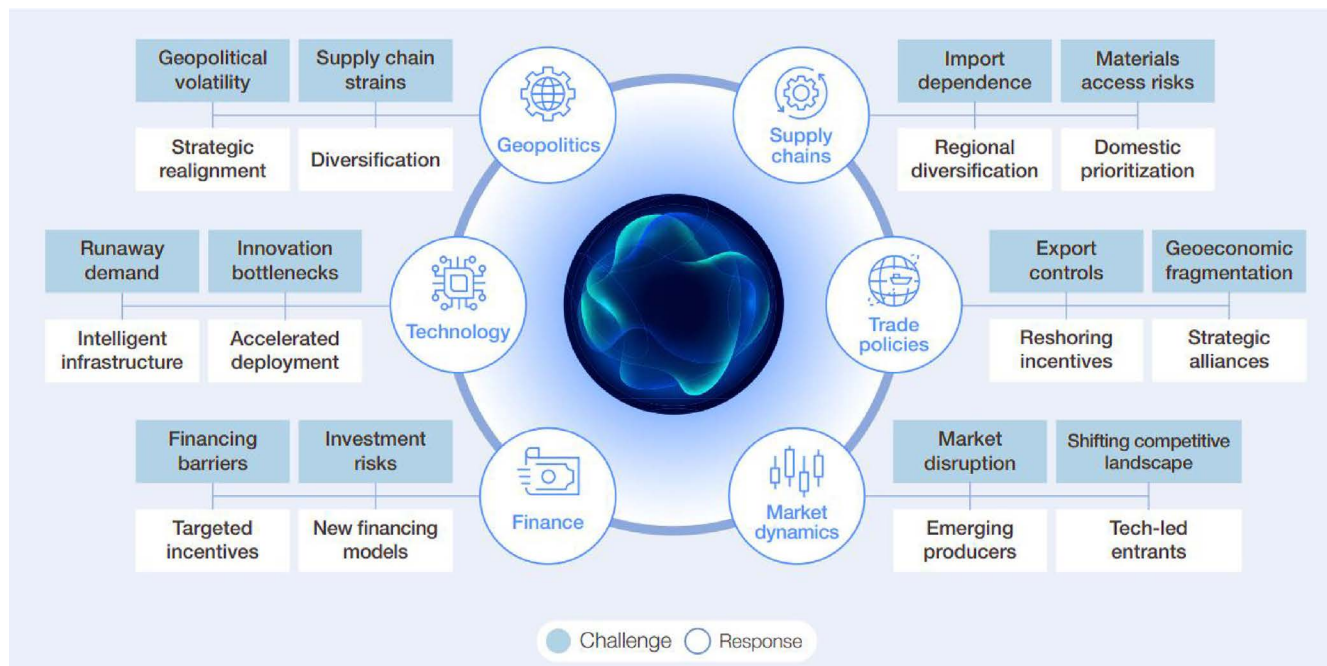 Geopolitical
volatility
Supply chain
strains
Strategic
realignment
Diversification
Geopolitics
Supply
chains
Import
dependence
Materials
access risks
Regional
diversification
Domestic
prioritization
Runaway
demand
Innovation
bottlenecks
Intelligent
infrastructure
Accelerated
deployment
Technology
Trade
policies
Export
controls
Geoeconomic
fragmentation
Reshoring
incentives
Strategic
alliances
Financing
barriers
Investment
risks
Targeted
incentives
New financing
models
Finance
Market
dynamics
Market
disruption
Shifting competitive
landscape
Emerging
producers
Tech-led
entrants
Challenge
Response